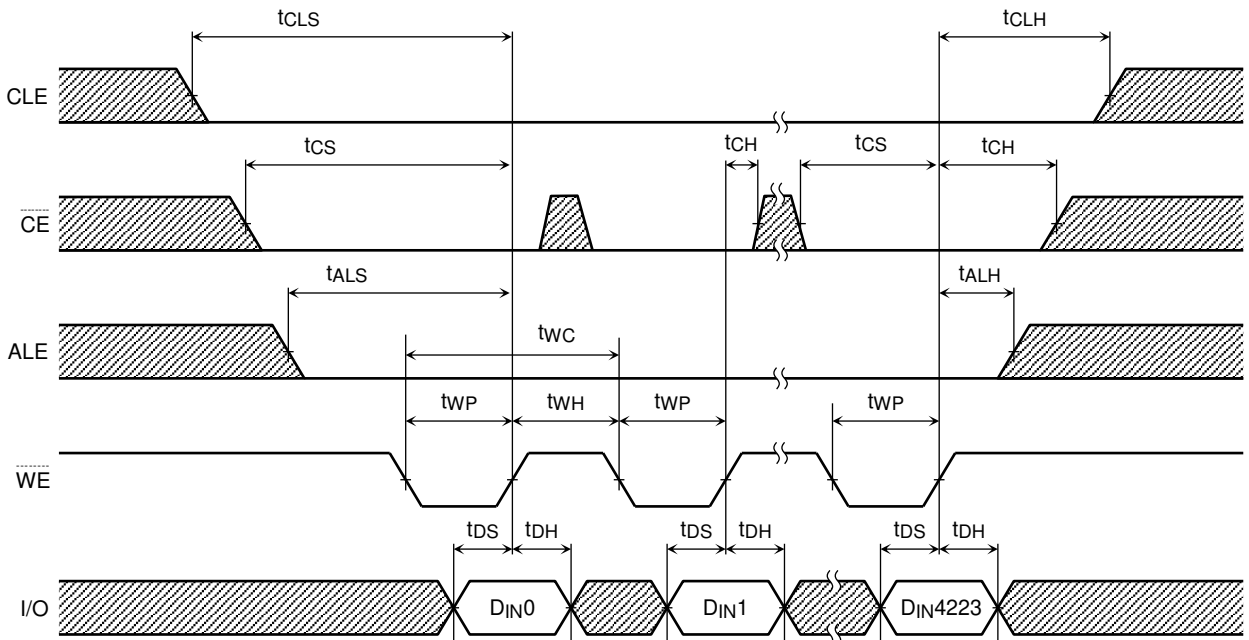 tCLS tCLH
CLE
tCS tCH tCS tCH
CE
tALS tALH
tWC
ALE
tWP tWH tWP tWP
WE
tDS tDH tDS tDH tDS tDH
I/O DIN0 DIN1 DIN4223